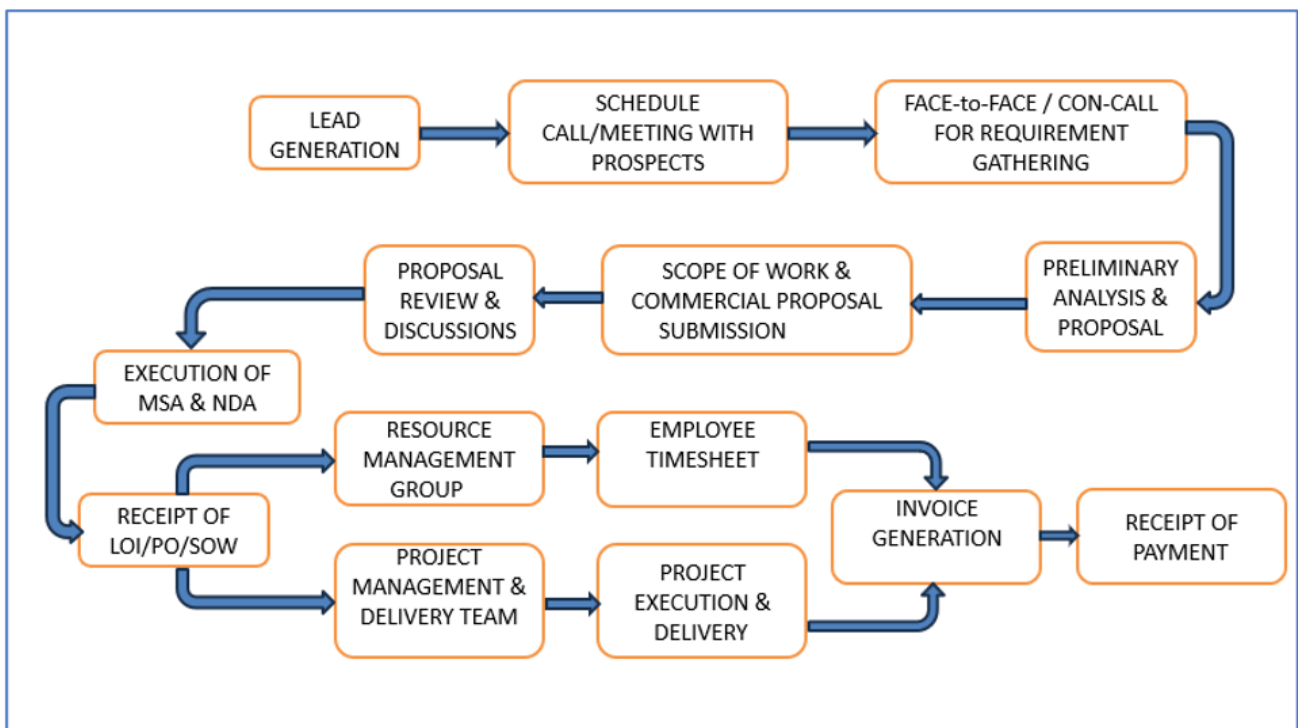 LEAD
GENERATION
SCHEDULE
CALL/MEETING WITH
PROSPECTS
FACE-to-FACE / CON-CALL
FOR REQUIREMENT
GATHERING
PRELIMINARY
ANALYSIS &
PROPOSAL
SCOPE OF WORK &
COMMERCIAL PROPOSAL
SUBMISSION
PROPOSAL
REVIEW &
DISCUSSIONS
EXECUTION OF
MSA & NDA
RECEIPT OF
LOI/PO/SOW
RESOURCE
MANAGEMENT
GROUP
EMPLOYEE
TIMESHEET
PROJECT
MANAGEMENT &
DELIVERY TEAM
PROJECT
EXECUTION &
DELIVERY
INVOICE
GENERATION
RECEIPT OF
PAYMENT